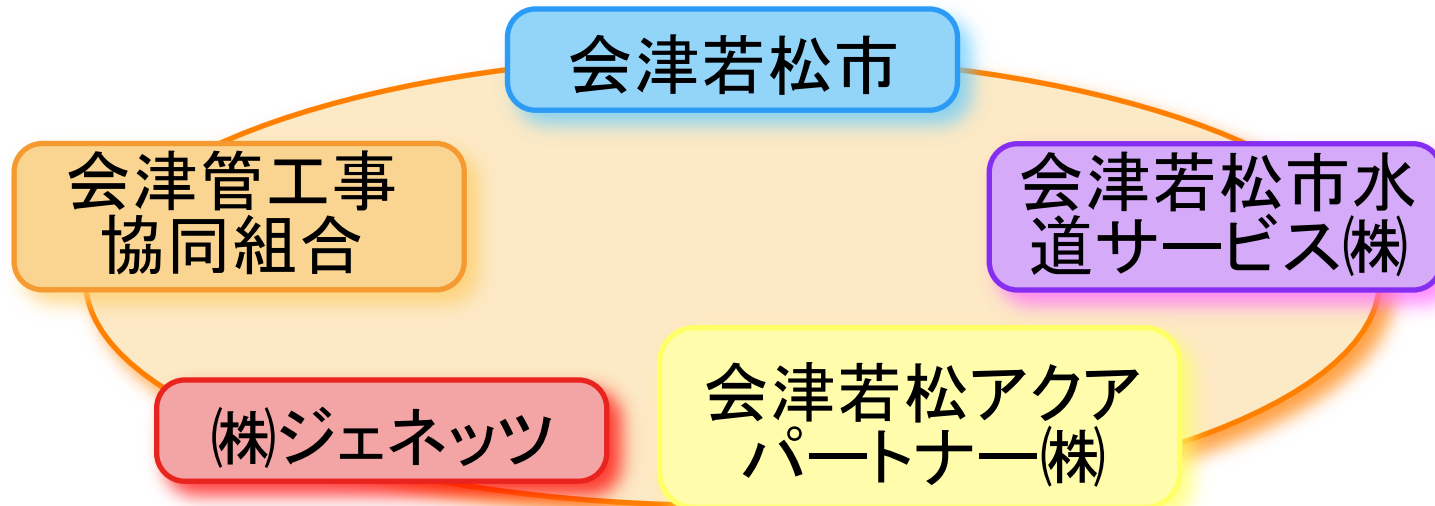 会津若松市
会津管工事
協同組合
会津若松市水
道サービス㈱
㈱ジェネッツ
会津若松アクア
パートナー㈱